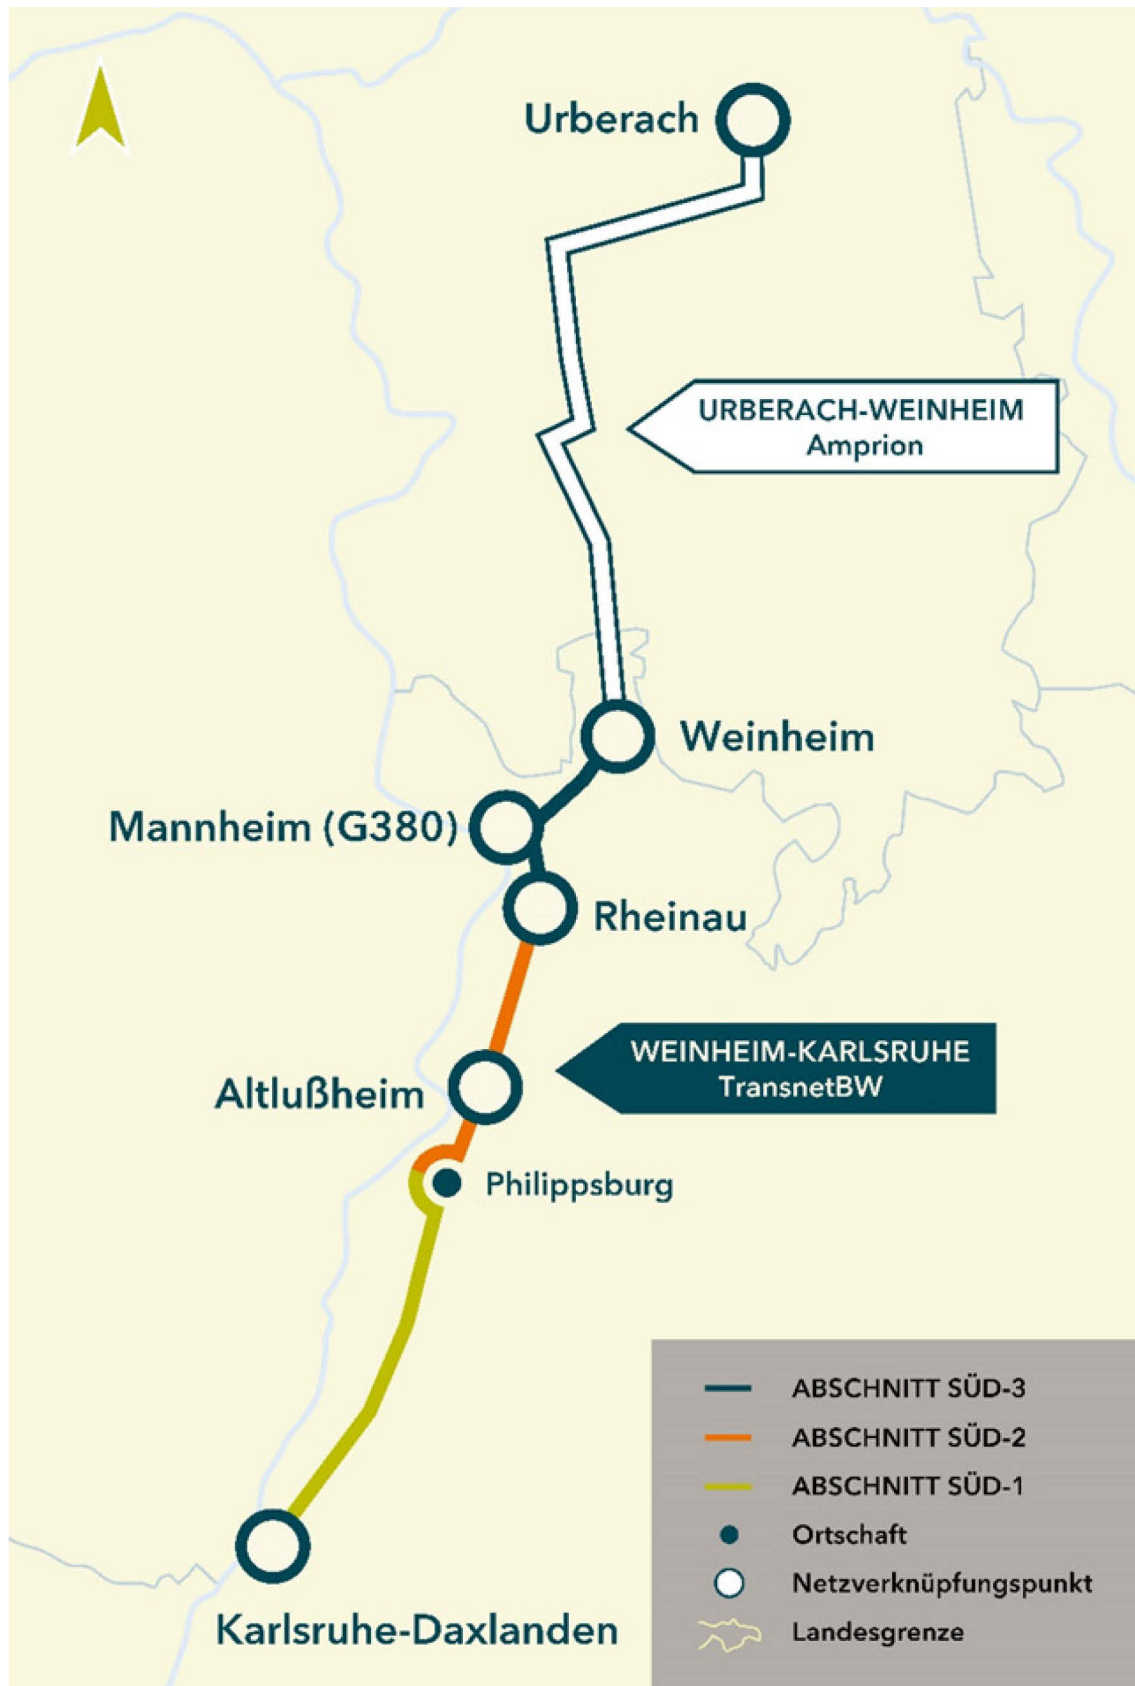 Urberach
URBERACH-WEINHEIM
Amprion
Weinheim
Mannheim (G380)
Rheinau
WEINHEIM-KARLSRUHE
TransnetBW
Altlußheim
Philippsburg
ABSCHNITT SÜD-3
ABSCHNITT SÜD-2
ABSCHNITT SÜD-1
Ortschaft
Netzverknüpfungspunkt
Landesgrenze
Karlsruhe-Daxlanden